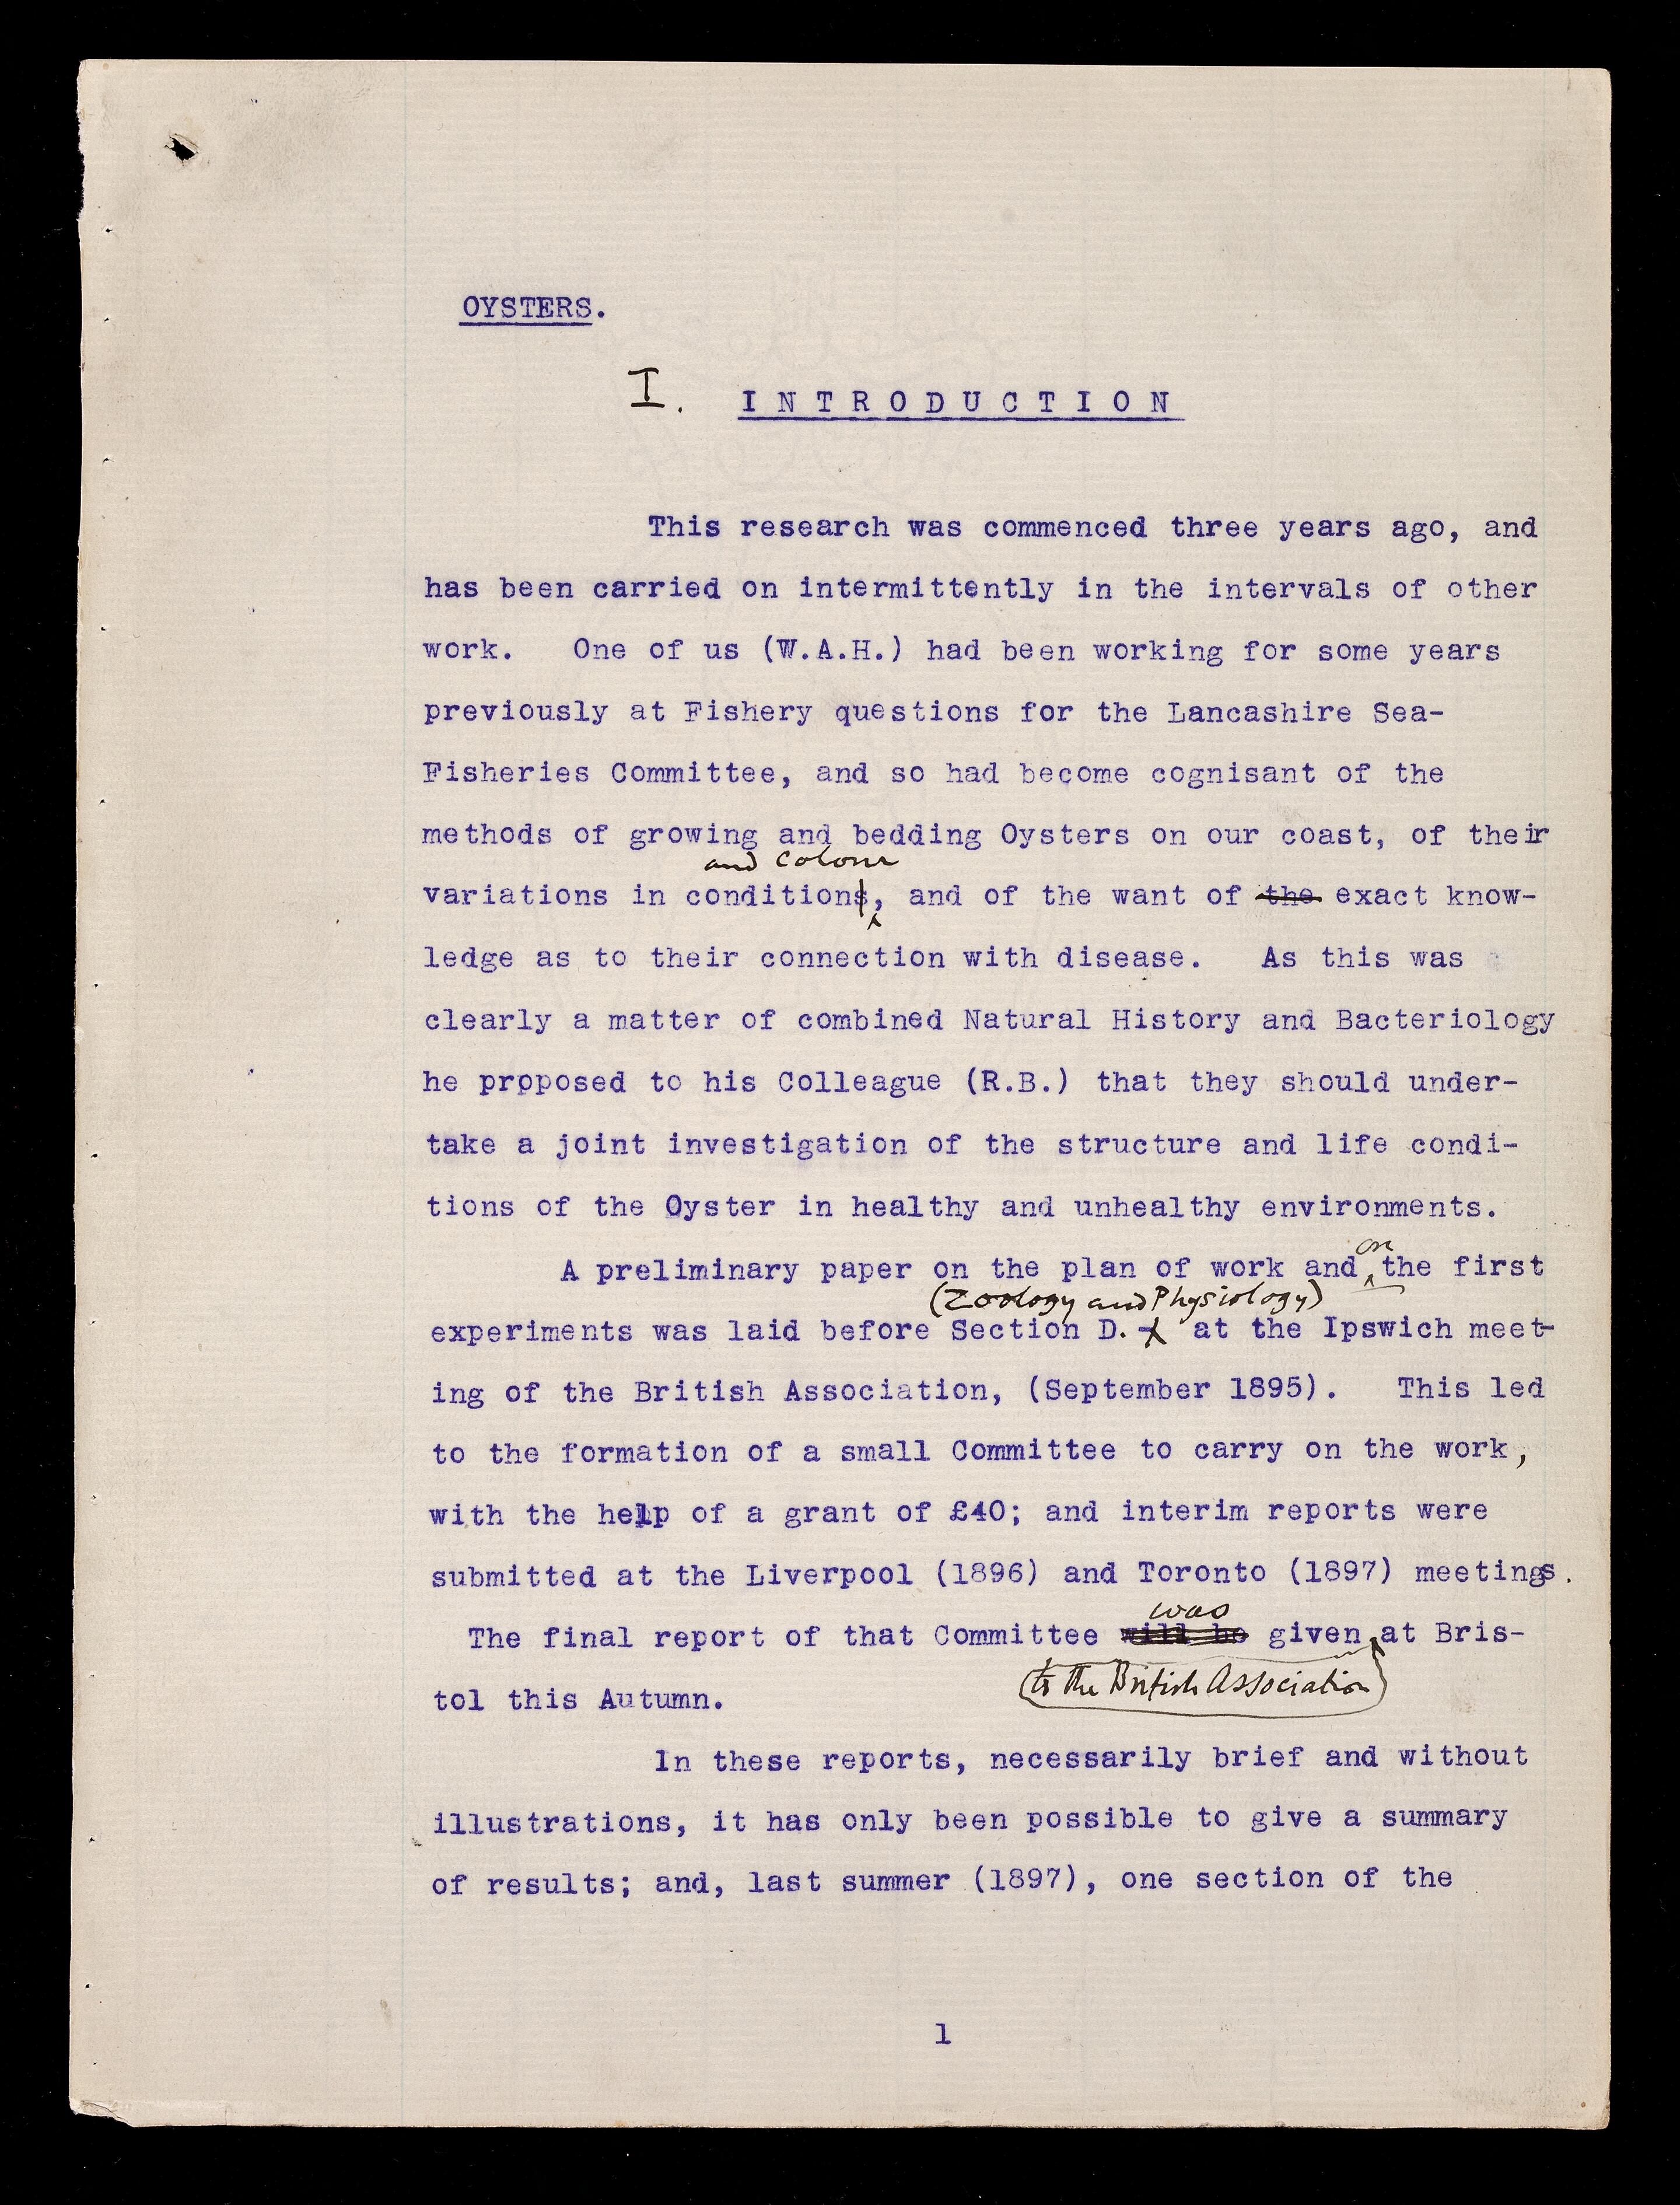 OYSTERS.
I. INTRODUCTION
This research was commenced three years ago, and
has been carried on intermittently in the intervals of other
work. One of us (W.A.H.) had been working for some years
previously at Fishery questions for the Lancashire Sea-
Fisheries Committee, and so had become cognisant of the
methods of growing and bedding Oysters on our coast, of their
and colour
variations in conditions, and of the want of the exact know-
ledge as to their connection with disease. As this was
clearly a matter of combined Natural History and Bacteriology
he prpposed to his Colleague (R.B.) that they should under-
take a joint investigation of the structure and life condi-
tions of the Oyster in healthy and unhealthy environments.
on
A preliminary paper on the plan of work and the first
(Zoology and Physiology)
experiments was laid before Section D. at the Ipswich meet-
ing of the British Association, (September 1895). This led
to the formation of a small Committee to carry on the work,
with the help of a grant of £40; and interim reports were
submitted at the Liverpool (1896) and Toronto (1897) meetings.
was
The final report of that Committee will be given at Bris-
(to the British Association)
tol this Autumn.
In these reports, necessarily brief and without
illustrations, it has only been possible to give a summary
of results; and, last summer (1897), one section of the
1